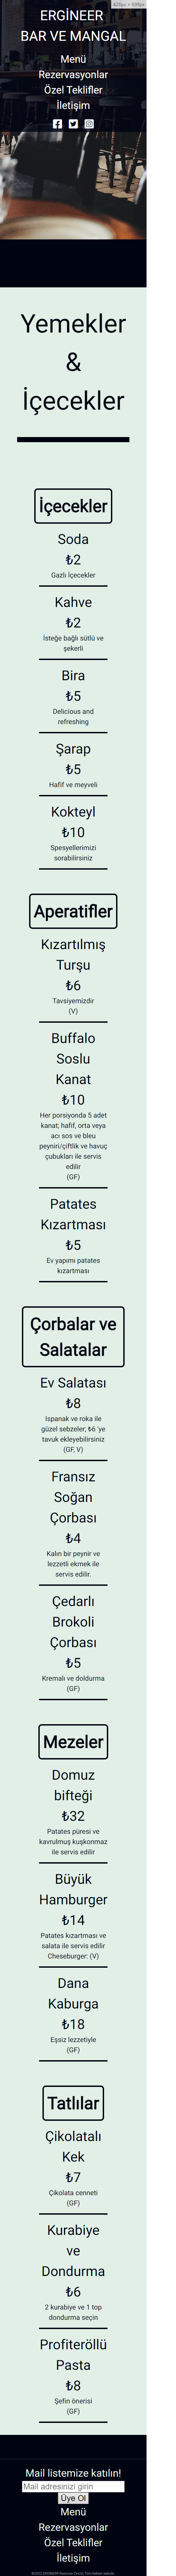 425px × 598px
ERGİNEER
BAR VE MANGAL
Menü
Rezervasyonlar
Özel Teklifler
İletişim
Yemekler
&
İçecekler
İçecekler
Soda
₺2
Gazlı İçecekler
Kahve
₺2
İsteğe bağlı sütlü ve
şekerli
Bira
₺5
Delicious and
refreshing
Şarap
₺5
Hafif ve meyveli
Kokteyl
₺10
Spesyellerimizi
sorabilirsiniz
Aperatifler
Kızartılmış
Turşu
₺6
Tavsiyemizdir
(V)
Buffalo
Soslu
Kanat
₺10
Her porsiyonda 5 adet
kanat; hafif, orta veya
acı sos ve bleu
peyniri/çiftlik ve havuç
çubukları ile servis
edilir
(GF)
Patates
Kızartması
₺5
Ev yapımı patates
kızartması
Çorbalar ve
Salatalar
Ev Salatası
₺8
Ispanak ve roka ile
güzel sebzeler; ₺6 'ye
tavuk ekleyebilirsiniz
(GF, V)
Fransız
Soğan
Çorbası
₺4
Kalın bir peynir ve
lezzetli ekmek ile
servis edilir.
Çedarlı
Brokoli
Çorbası
₺5
Kremalı ve doldurma
(GF)
Mezeler
Domuz
bifteği
₺32
Patates püresi ve
kavrulmuş kuşkonmaz
ile servis edilir
Büyük
Hamburger
₺14
Patates kızartması ve
salata ile servis edilir
Cheseburger: (V)
Dana
Kaburga
₺18
Eşsiz lezzetiyle
(GF)
Tatlılar
Çikolatalı
Kek
₺7
Çikolata cenneti
(GF)
Kurabiye
ve
Dondurma
₺6
2 kurabiye ve 1 top
dondurma seçin
Profiteröllü
Pasta
₺8
Şefin önerisi
(GF)
Mail listemize katılın!
Mail adresinizi girin
Üye Ol
Menü
Rezervasyonlar
Özel Teklifler
İletişim